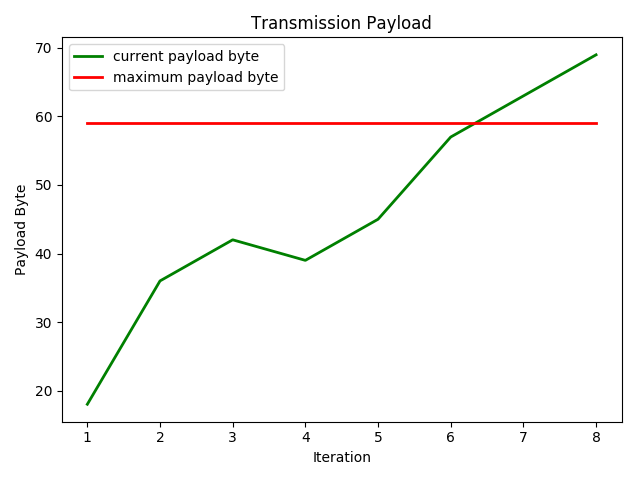 Transmission Payload
current payload byte
maximum payload byte
70
60
50
40
30
20
Payload Byte
1 2 3 4 5 6 7 8
Iteration